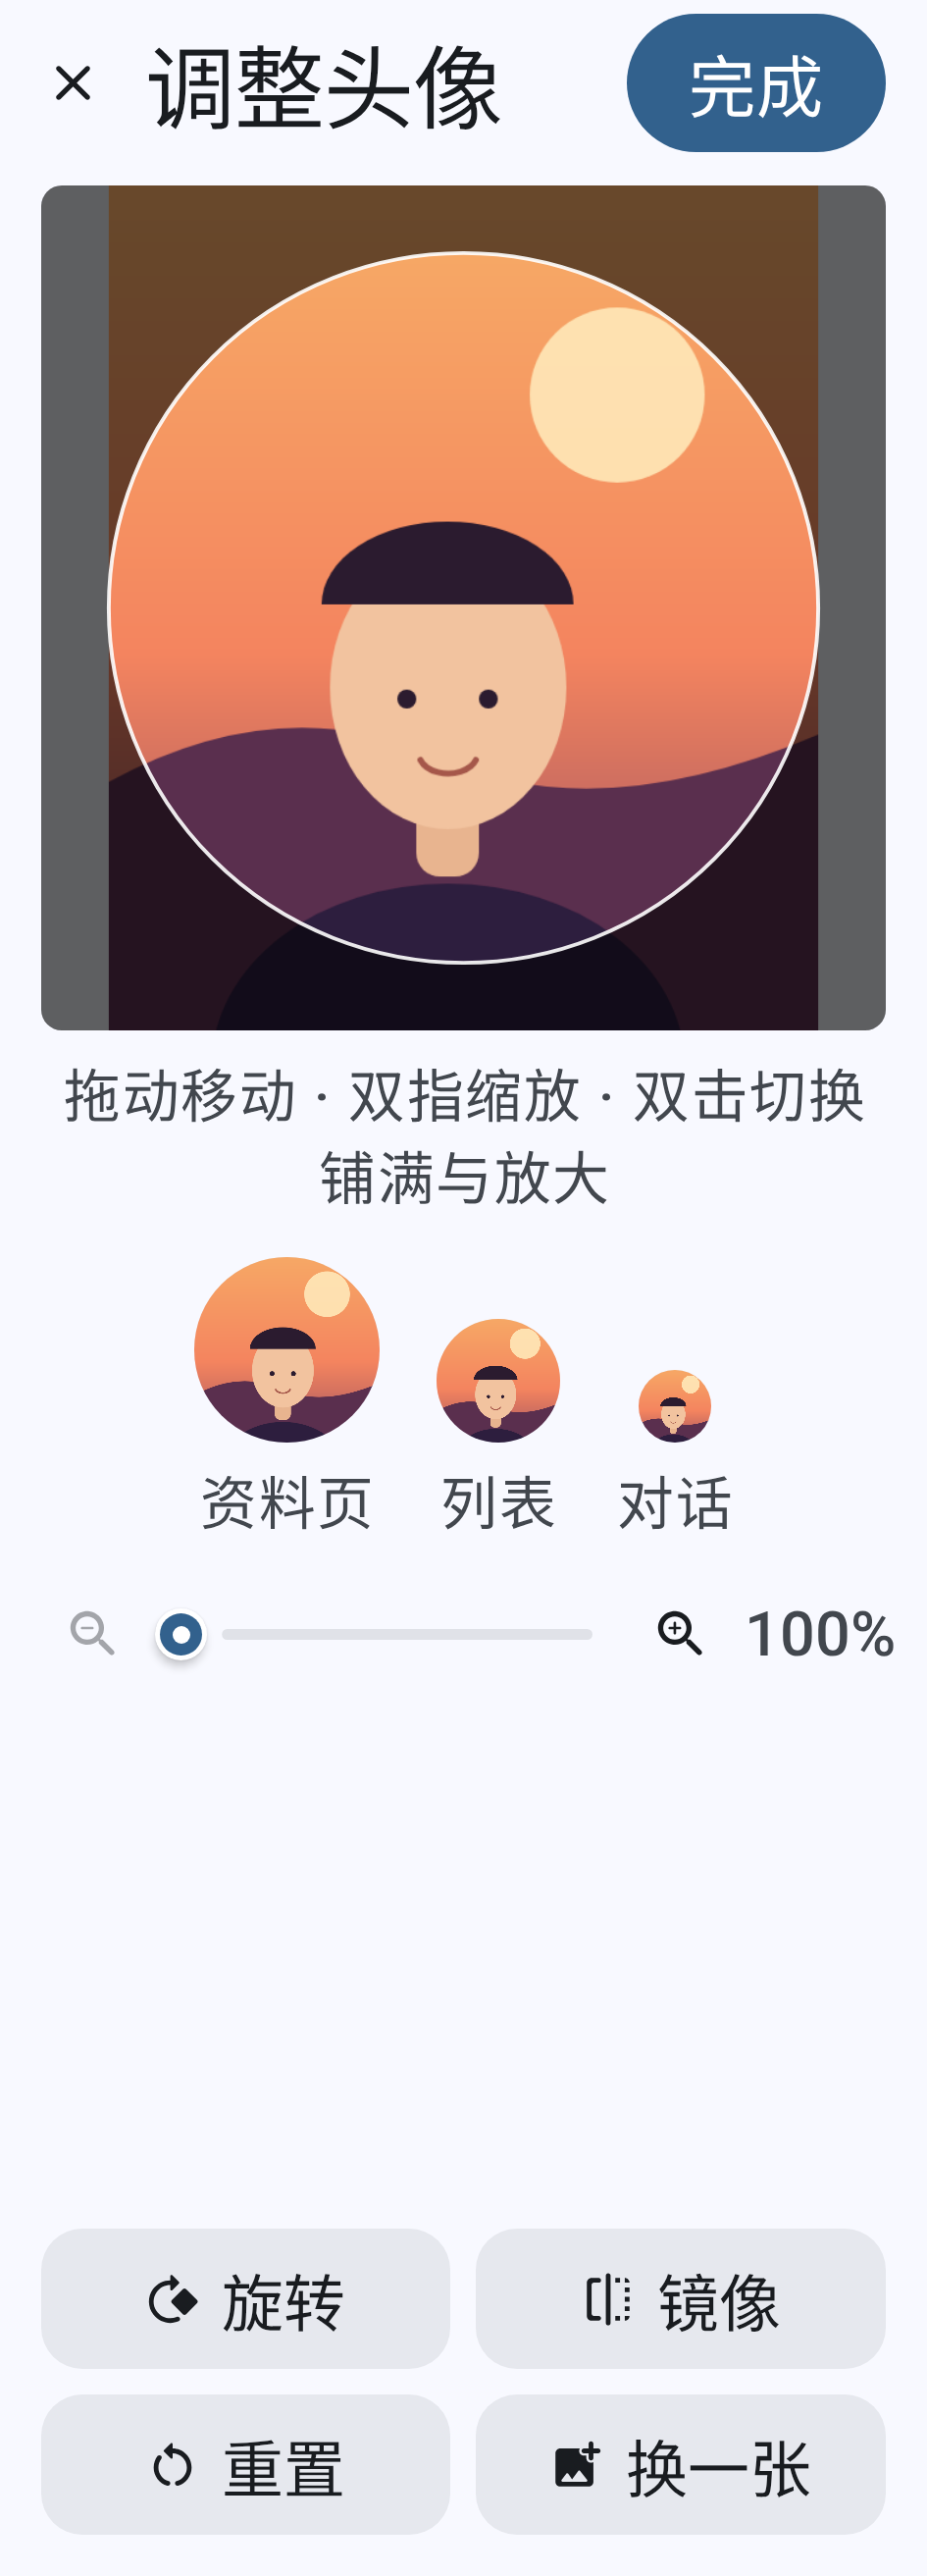 调整头像
完成
拖动移动 · 双指缩放 · 双击切换
铺满与放大
资料页
列表
对话
100%
旋转
镜像
重置
换一张